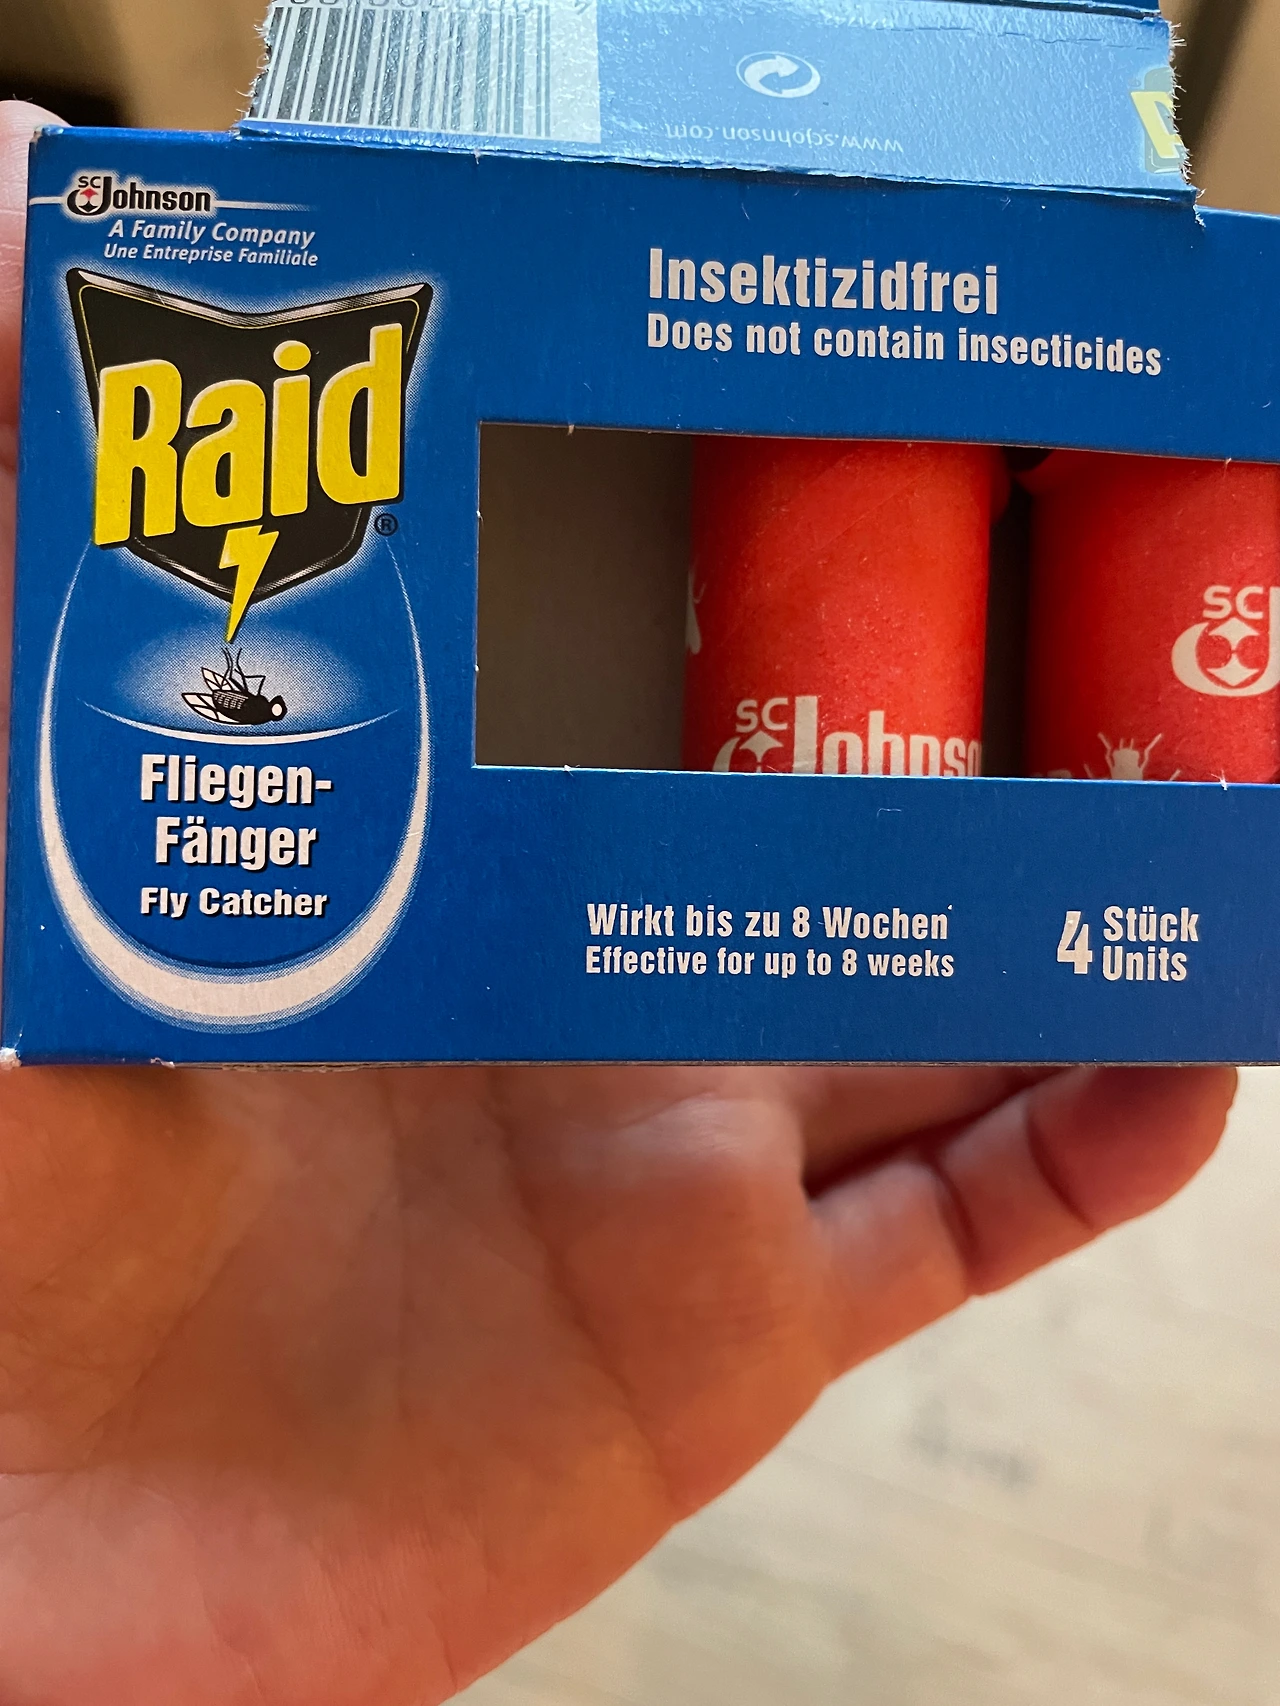 www.scjohnson.com
SC Johnson
A Family Company
Une Entreprise Familiale
Raid®
Fliegen-
Fänger
Fly Catcher
Insektizidfrei
Does not contain insecticides
SC Johnson
SC
Wirkt bis zu 8 Wochen
Effective for up to 8 weeks
4 Stück
Units